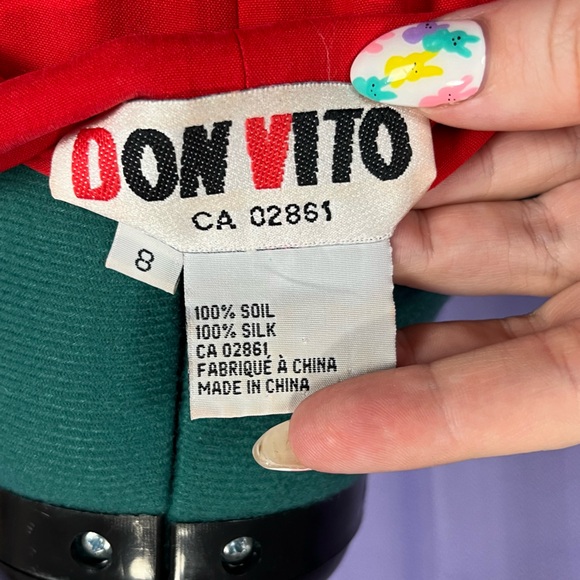 DON VITO
CA 02861
8
100% SOIL
100% SILK
CA 02861
FABRIQUÉ À CHINA
MADE IN CHINA